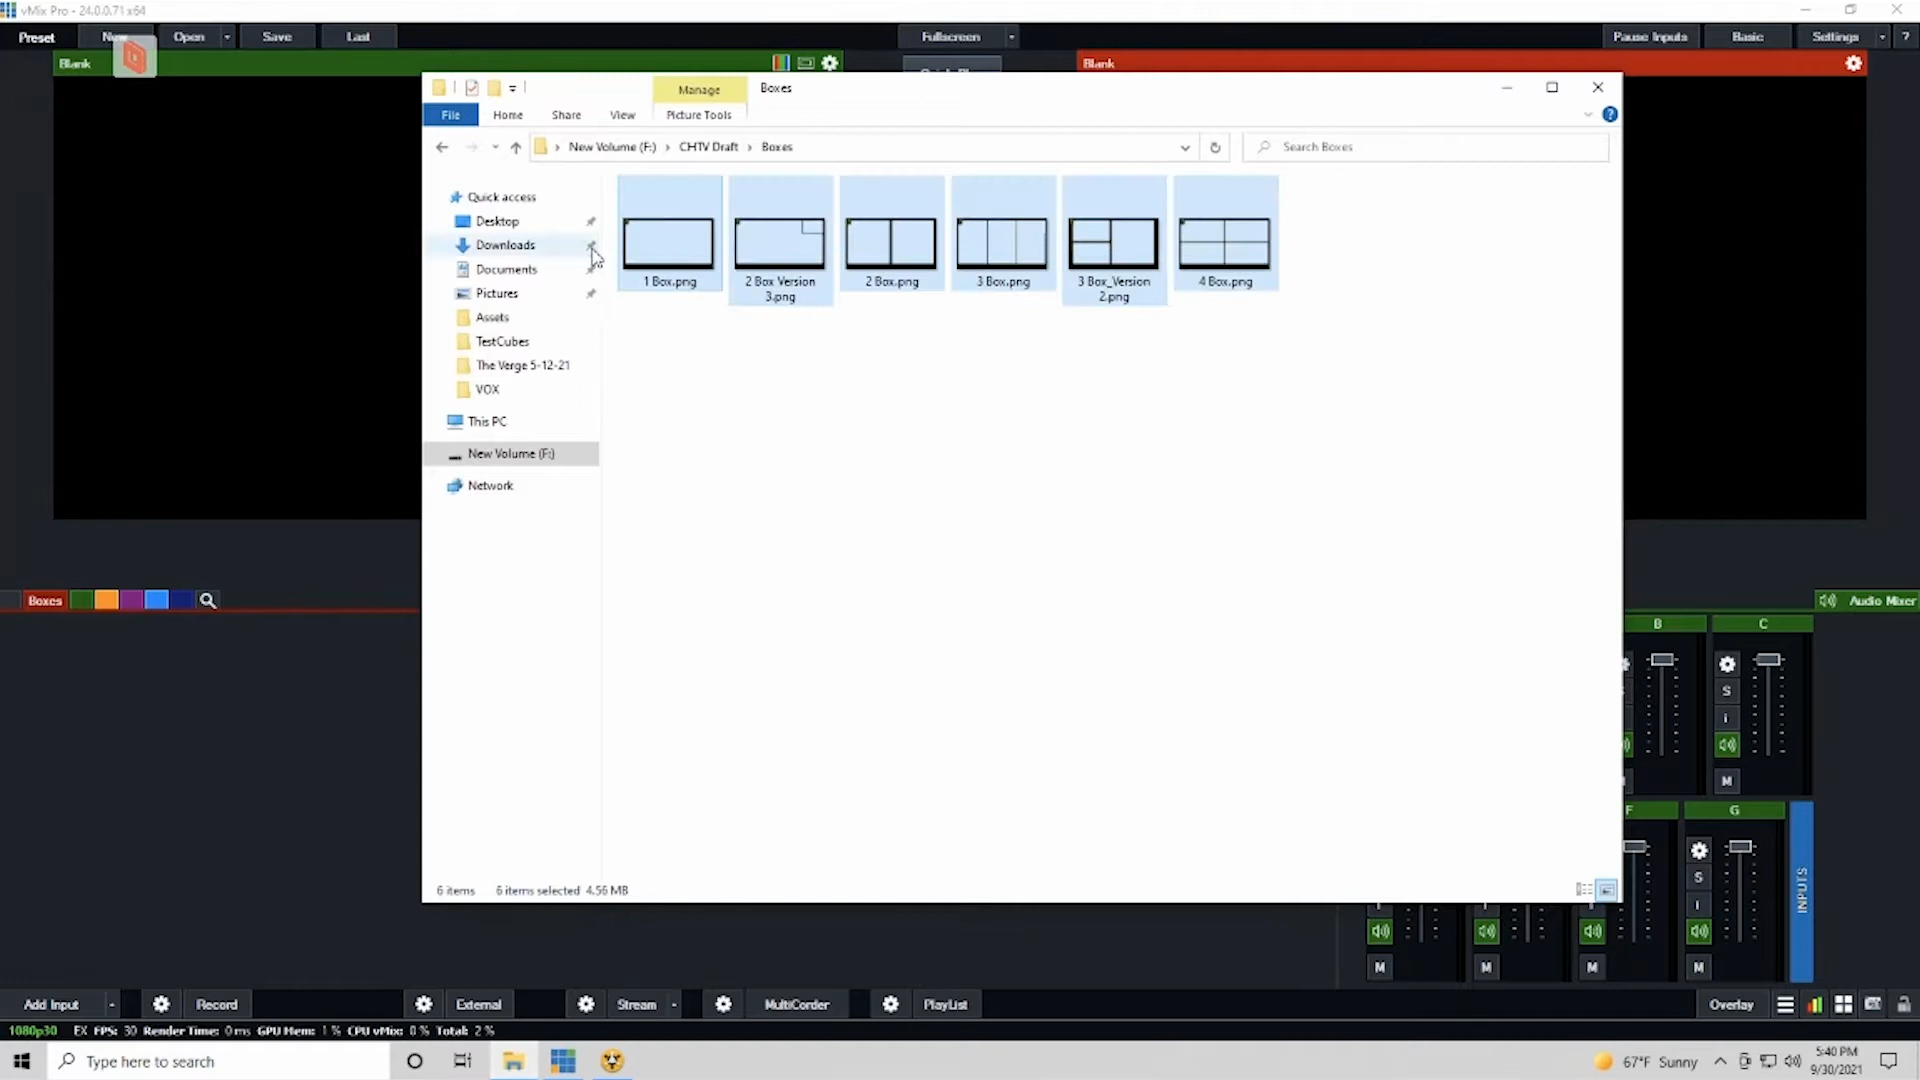 vMix Pro - 24.0.0.71 x64
Preset
New
Open
Save
Last
Fullscreen
Pause Inputs
Basic
Settings
?
Blank
Blank
Manage
Boxes
File
Home
Share
View
Picture Tools
New Volume (F:) > CHTV Draft > Boxes
Search Boxes
Quick access
Desktop
Downloads
Documents
Pictures
Assets
TestCubes
The Verge 5-12-21
VOX
This PC
New Volume (F:)
Network
1 Box.png
2 Box Version
3.png
2 Box.png
3 Box.png
3 Box_Version
2.png
4 Box.png
6 items
6 items selected 4.56 MB
Boxes
Audio Mixer
B
C
S
i
M
F
G
S
i
M
M
M
M
INPUTS
Add Input
Record
External
Stream
MultiCorder
PlayList
Overlay
1080p30 EX FPS: 30 Render Time: 0 ms GPU Mem: 1 % CPU vMix: 0 % Total: 2 %
Type here to search
67°F Sunny
5:40 PM
9/30/2021